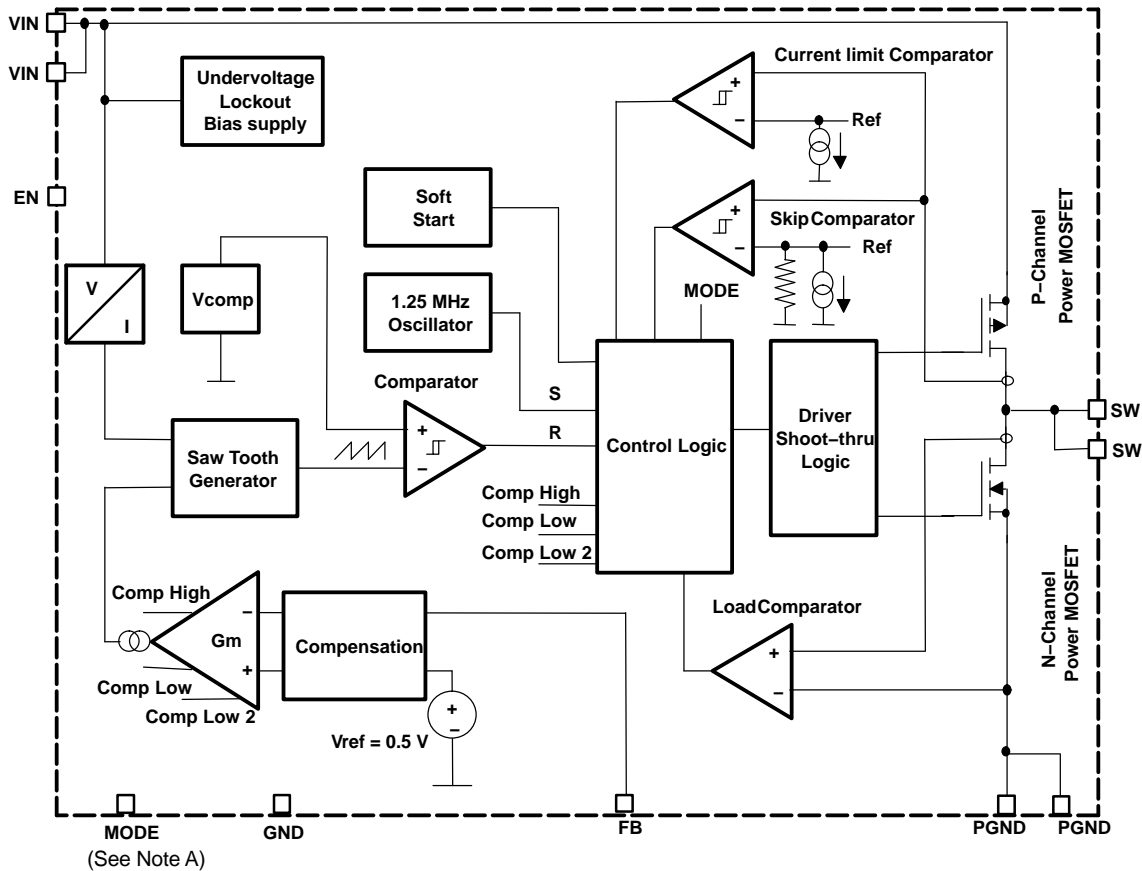 VIN
VIN
EN
Undervoltage
Lockout
Bias supply
V
I
Vcomp
Soft
Start
1.25 MHz
Oscillator
Current limit Comparator
+
−
Ref
Skip Comparator
+
−
Ref
MODE
P−Channel
Power MOSFET
Comparator
+
−
S
R
Saw Tooth
Generator
Control Logic
Driver
Shoot−thru
Logic
SW
SW
Comp High
Comp Low
Comp Low 2
Comp High
Gm
−
+
Comp Low
Comp Low 2
Compensation
+
−
Vref = 0.5 V
Load Comparator
+
−
N−Channel
Power MOSFET
MODE
(See Note A)
GND
FB
PGND
PGND